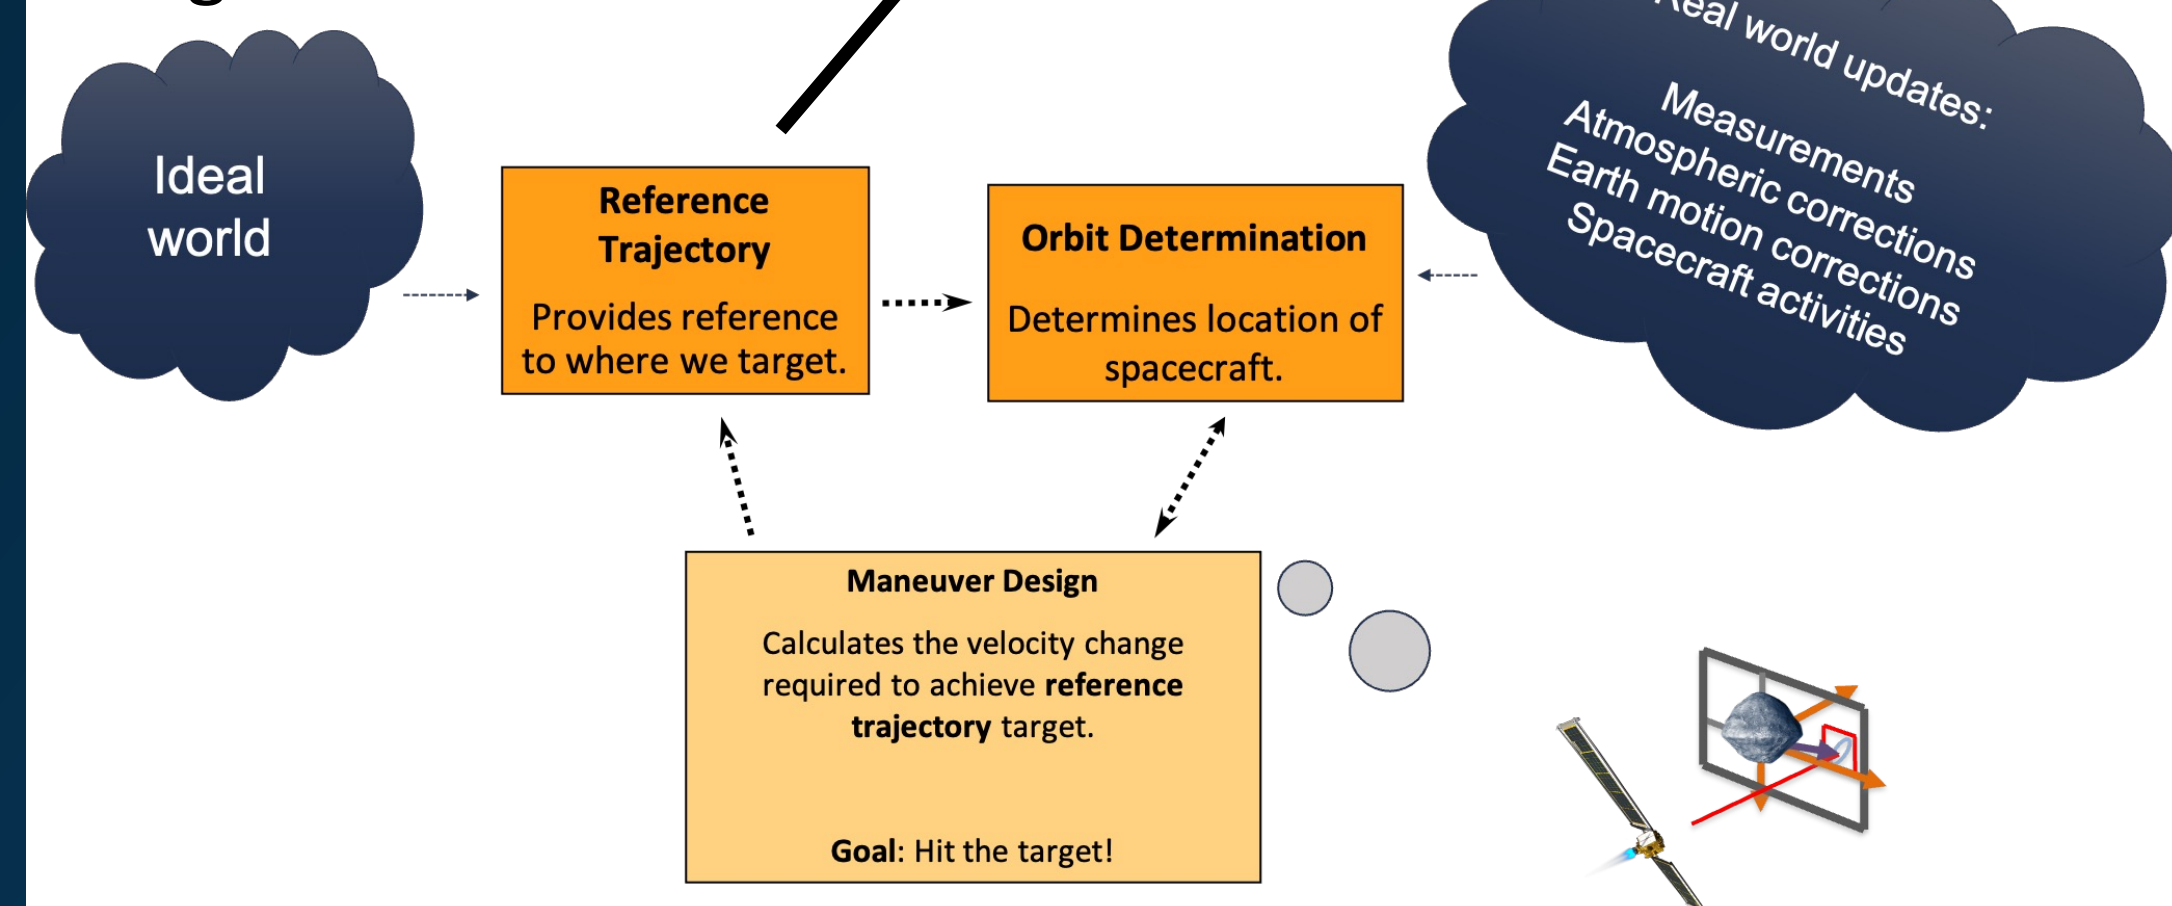 Ideal
world
Reference
Trajectory
Provides reference
to where we target.
Orbit Determination
Determines location of
spacecraft.
Real world updates:
Measurements
Atmospheric corrections
Earth motion corrections
Spacecraft activities
Maneuver Design
Calculates the velocity change
required to achieve reference
trajectory target.
Goal: Hit the target!